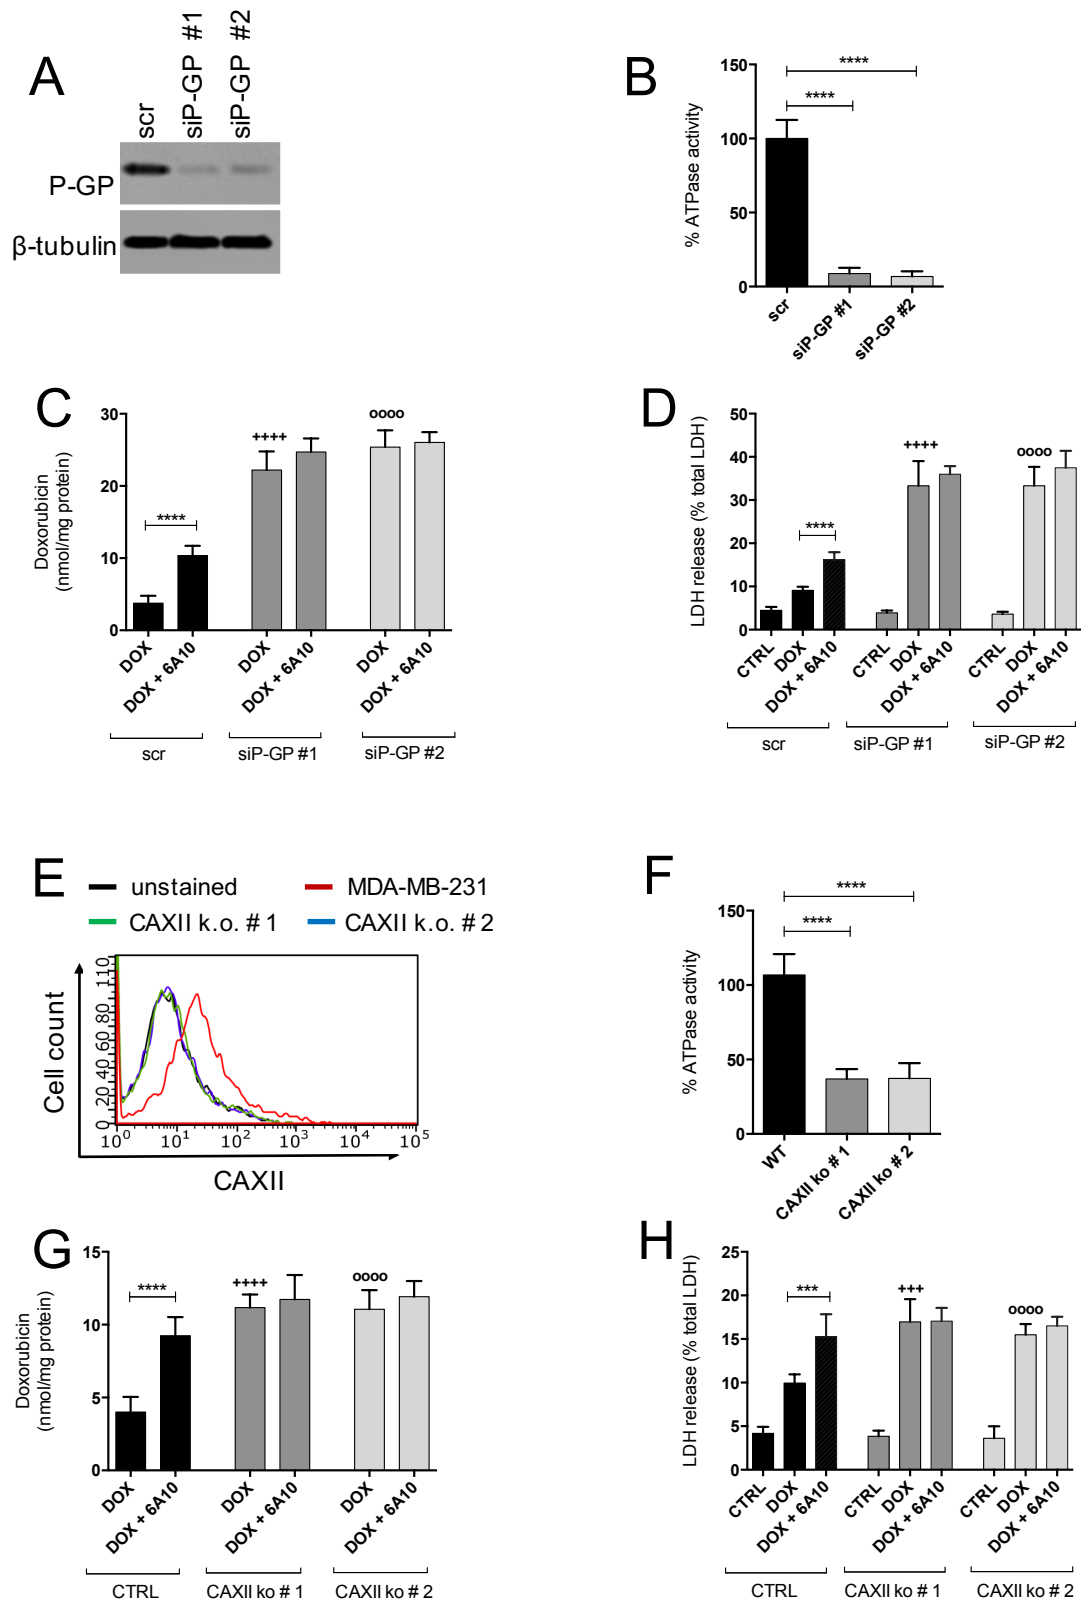 A
scr
siP-GP #1
siP-GP #2
P-GP
β-tubulin
B
% ATPase activity
150
100
50
0
****
****
scr
siP-GP #1
siP-GP #2
C
Doxorubicin
(nmol/mg protein)
30
20
10
0
****
++++
oooo
DOX
DOX + 6A10
DOX
DOX + 6A10
DOX
DOX + 6A10
scr
siP-GP #1
siP-GP #2
D
LDH release (% total LDH)
50
40
30
20
10
0
****
++++
oooo
CTRL
DOX
DOX + 6A10
CTRL
DOX
DOX + 6A10
CTRL
DOX
DOX + 6A10
scr
siP-GP #1
siP-GP #2
E
unstained
MDA-MB-231
CAXII k.o. # 1
CAXII k.o. # 2
Cell count
0 20 40 60 80 110
10^0 10^1 10^2 10^3 10^4 10^5
CAXII
F
% ATPase activity
150
100
50
0
****
****
WT
CAXII ko # 1
CAXII ko # 2
G
Doxorubicin
(nmol/mg protein)
15
10
5
0
****
++++
oooo
DOX
DOX + 6A10
DOX
DOX + 6A10
DOX
DOX + 6A10
CTRL
CAXII ko # 1
CAXII ko # 2
H
LDH release (% total LDH)
25
20
15
10
5
0
***
+++
oooo
CTRL
DOX
DOX + 6A10
CTRL
DOX
DOX + 6A10
CTRL
DOX
DOX + 6A10
CTRL
CAXII ko # 1
CAXII ko # 2